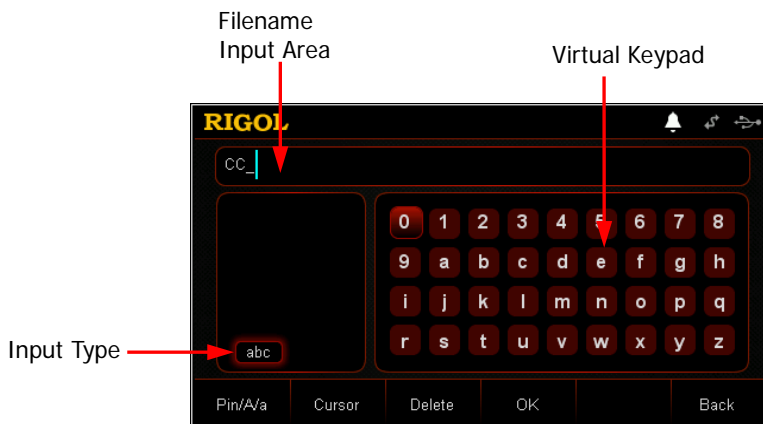 Filename
Input Area
Virtual Keypad
RIGOL
CC_
0 1 2 3 4 5 6 7 8
9 a b c d e f g h
i j k l m n o p q
r s t u v w x y z
Input Type
abc
Pin/A/a Cursor Delete OK Back